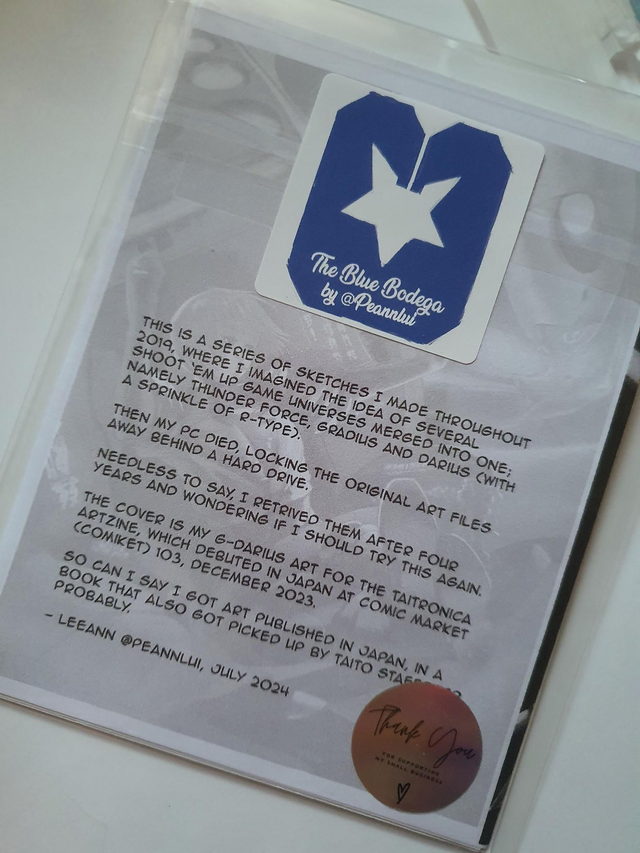 The Blue Bodega
by @Peannlui
THIS IS A SERIES OF SKETCHES I MADE THROUGHOUT
2019, WHERE I IMAGINED THE IDEA OF SEVERAL
SHOOT 'EM UP GAME UNIVERSES MERGED INTO ONE;
NAMELY THUNDER FORCE, GRADIUS AND DARIUS (WITH
A SPRINKLE OF R-TYPE).
THEN MY PC DIED, LOCKING THE ORIGINAL ART FILES
AWAY BEHIND A HARD DRIVE.
NEEDLESS TO SAY, I RETRIVED THEM AFTER FOUR
YEARS AND WONDERING IF I SHOULD TRY THIS AGAIN.
THE COVER IS MY G-DARIUS ART FOR THE TAITRONICA
ARTZINE, WHICH DEBUTED IN JAPAN AT COMIC MARKET
(COMIKET) 103, DECEMBER 2023.
SO CAN I SAY I GOT ART PUBLISHED IN JAPAN, IN A
BOOK THAT ALSO GOT PICKED UP BY TAITO
PROBABLY.
- LEEANN @PEANNLUI, JULY 2024
Thank You
FOR SUPPORTING
MY SMALL BUSINESS